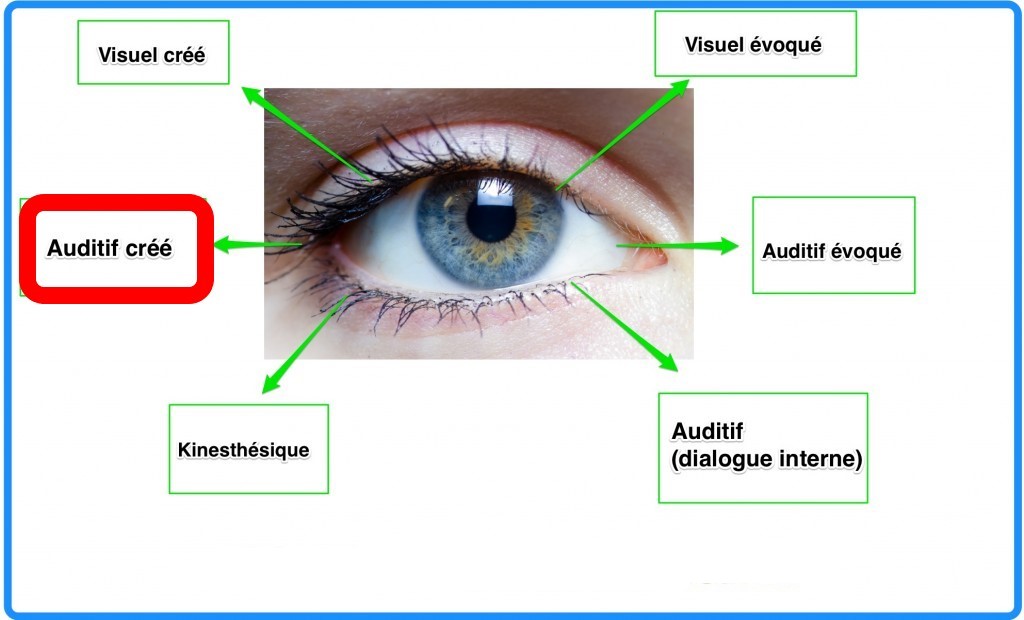 Visuel créé
Visuel évoqué
Auditif créé
Auditif évoqué
Kinesthésique
Auditif
(dialogue interne)